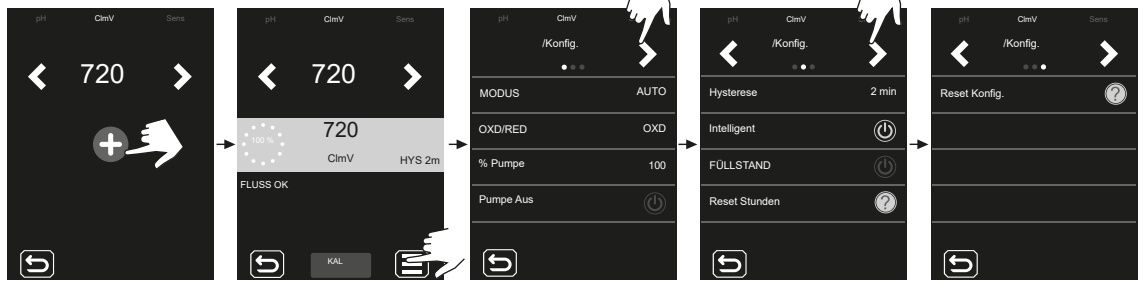 pH ClmV Sens
720
pH ClmV Sens
720
100 %
720
ClmV
HYS 2m
FLUSS OK
KAL
pH ClmV
/Konfig.
MODUS AUTO
OXD/RED OXD
% Pumpe 100
Pumpe Aus
pH ClmV
/Konfig.
Hysterese 2 min
Intelligent
FÜLLSTAND
Reset Stunden ?
pH ClmV Sens
/Konfig.
Reset Konfig. ?